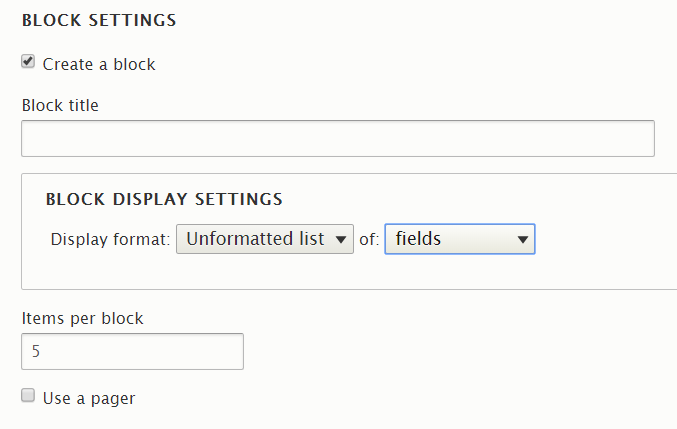 BLOCK SETTINGS
Create a block
Block title
BLOCK DISPLAY SETTINGS
Display format: Unformatted list of: fields
Items per block
5
Use a pager